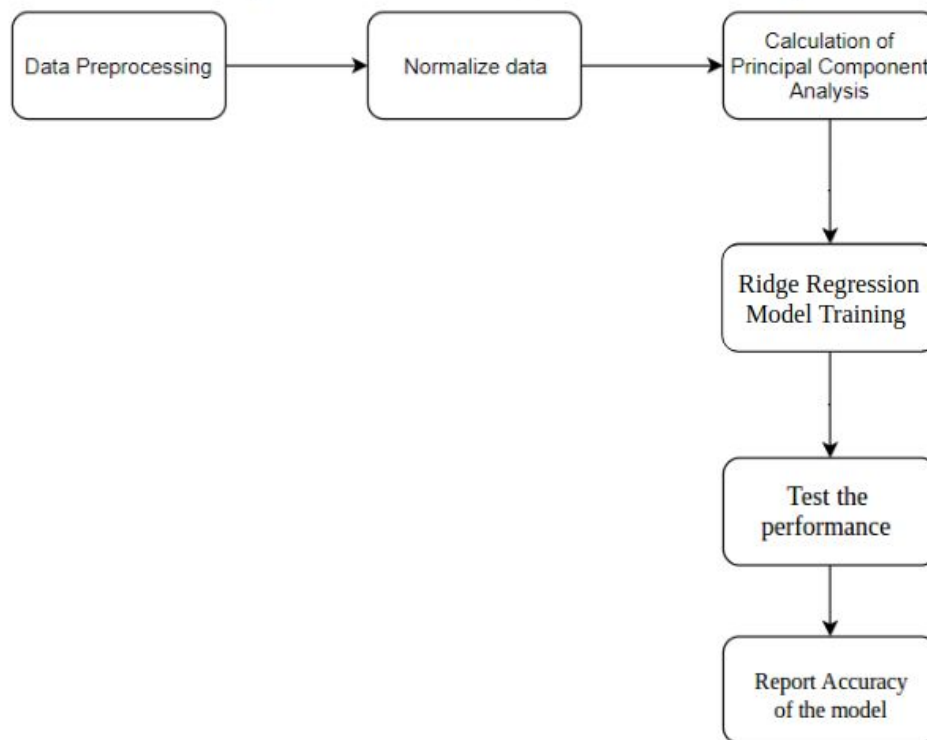 Data Preprocessing
Normalize data
Calculation of
Principal Component
Analysis
Ridge Regression
Model Training
Test the
performance
Report Accuracy
of the model